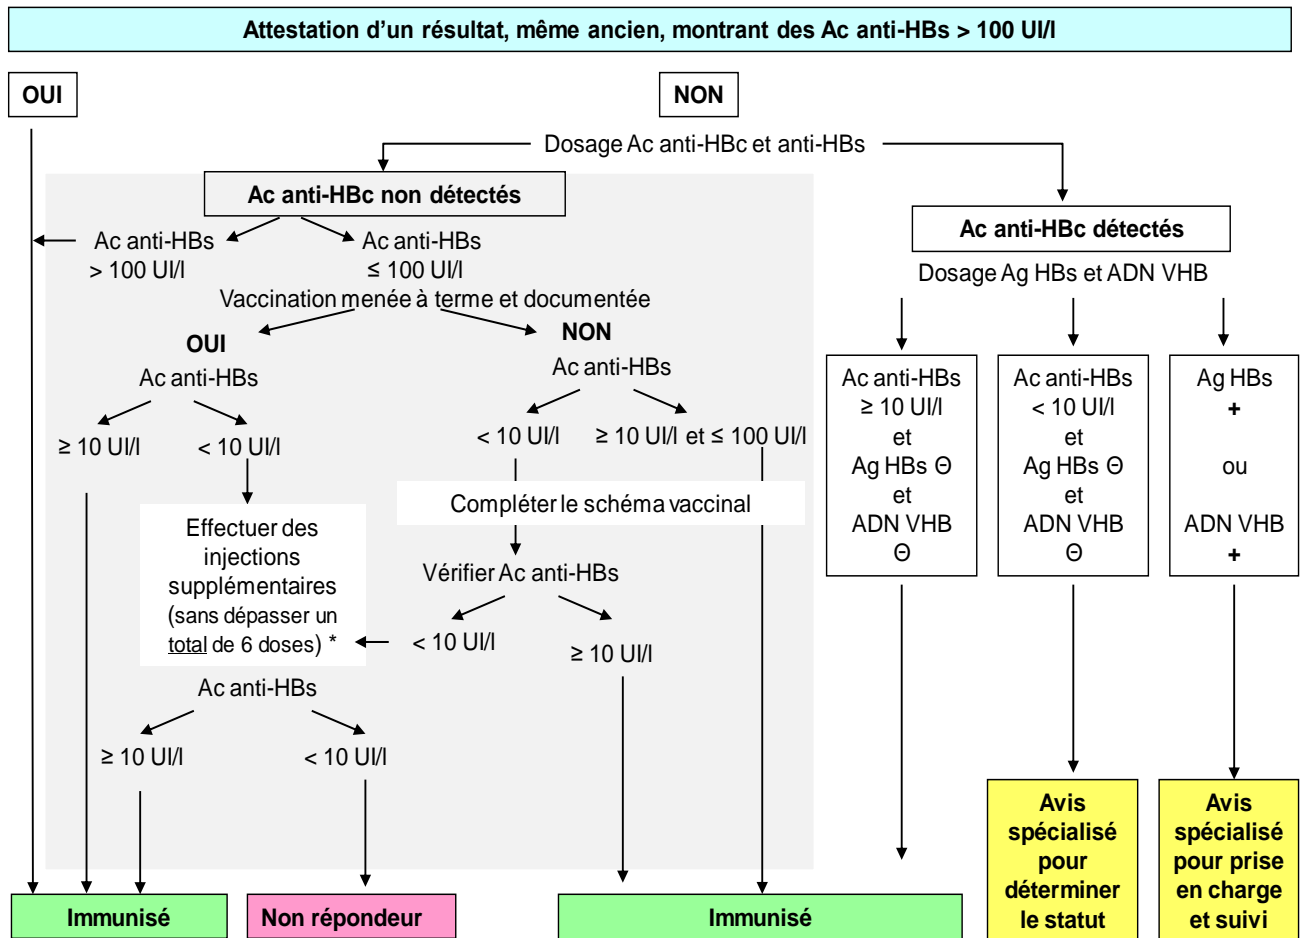 Attestation d'un résultat, même ancien, montrant des Ac anti-HBs > 100 UI/l
OUI
NON
Dosage Ac anti-HBc et anti-HBs
Ac anti-HBc non détectés
Ac anti-HBs
> 100 UI/l
Ac anti-HBs
≤ 100 UI/l
Vaccination menée à terme et documentée
OUI
Ac anti-HBs
≥ 10 UI/l
< 10 UI/l
Effectuer des
injections
supplémentaires
(sans dépasser un
total de 6 doses) *
Ac anti-HBs
≥ 10 UI/l
< 10 UI/l
NON
Ac anti-HBs
< 10 UI/l
≥ 10 UI/l et ≤ 100 UI/l
Compléter le schéma vaccinal
Vérifier Ac anti-HBs
< 10 UI/l
≥ 10 UI/l
Ac anti-HBc détectés
Dosage Ag HBs et ADN VHB
Ac anti-HBs
≥ 10 UI/l
et
Ag HBs Θ
et
ADN VHB
Θ
Ac anti-HBs
< 10 UI/l
et
Ag HBs Θ
et
ADN VHB
Θ
Ag HBs
+
ou
ADN VHB
+
Immunisé
Non répondeur
Immunisé
Avis
spécialisé
pour
déterminer
le statut
Avis
spécialisé
pour prise
en charge
et suivi